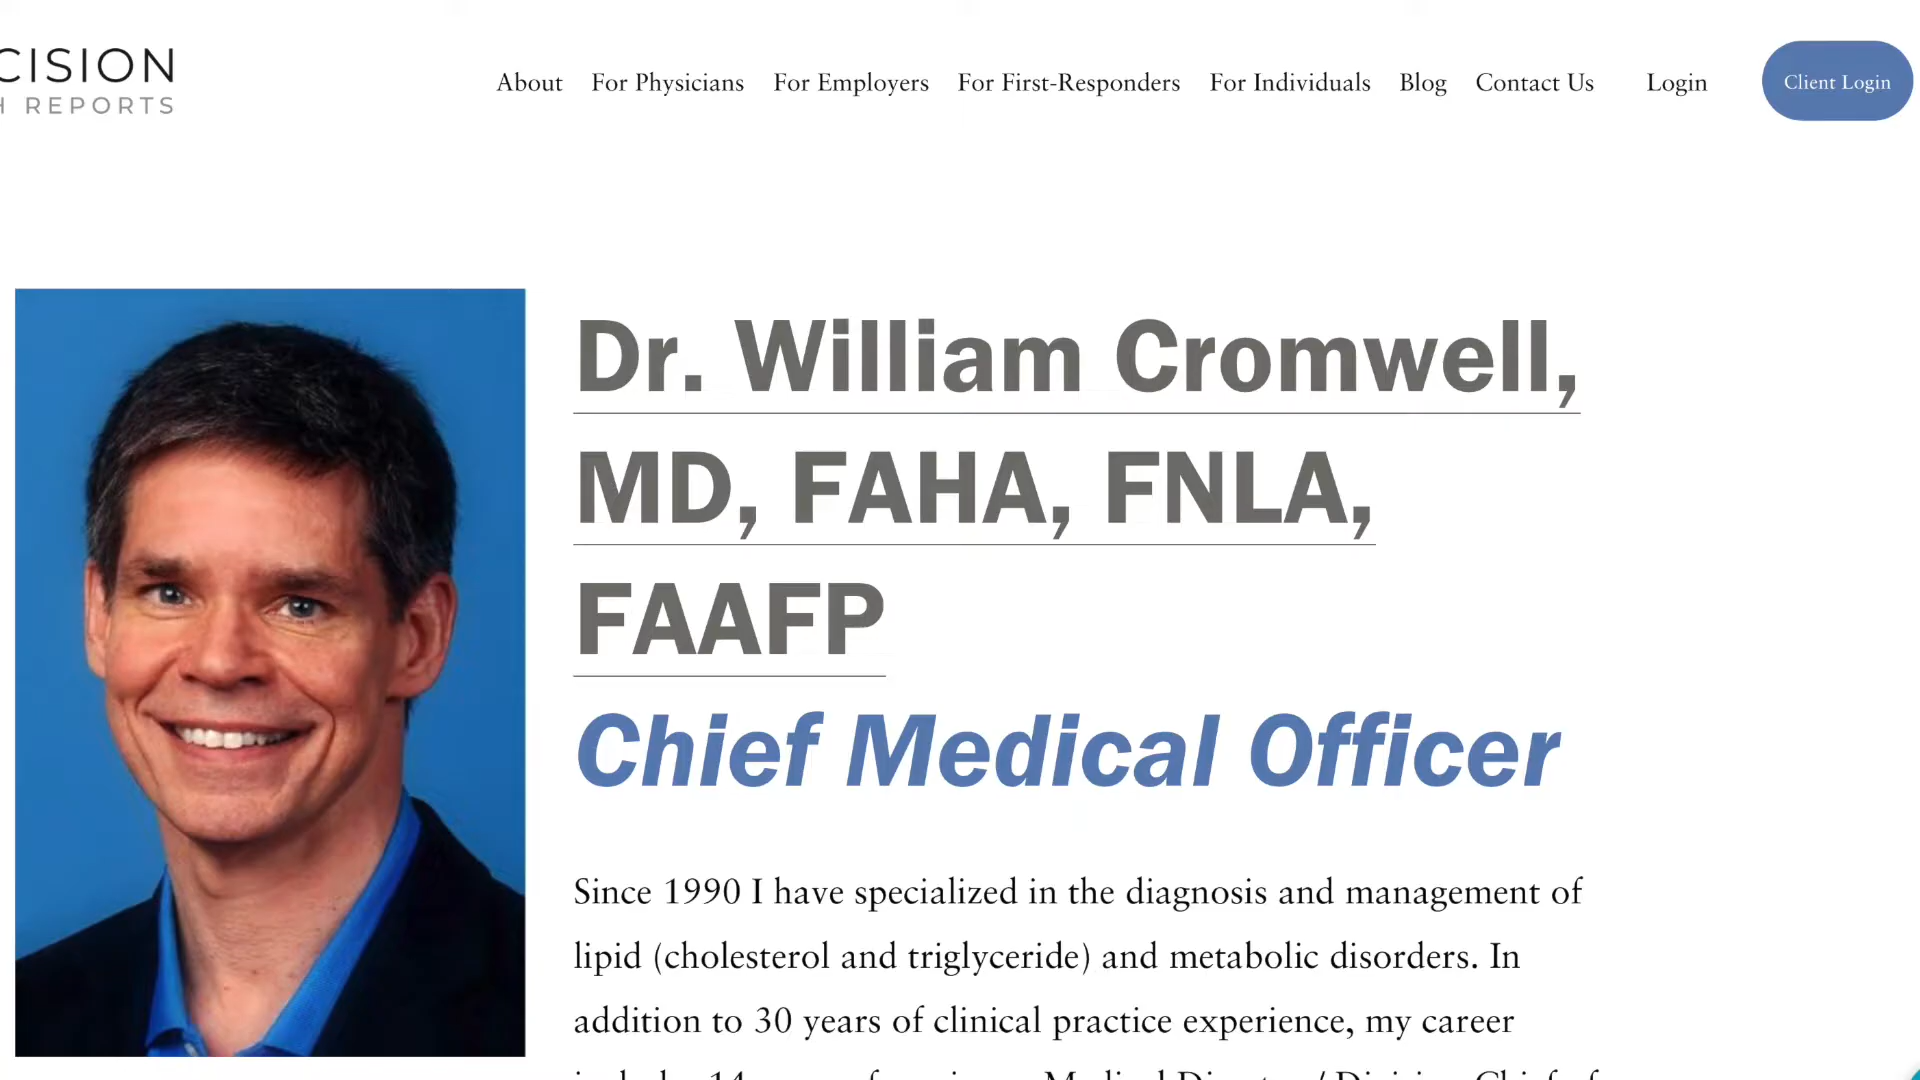 CISION
REPORTS
About For Physicians For Employers For First-Responders For Individuals Blog Contact Us Login Client Login
Dr. William Cromwell,
MD, FAHA, FNLA,
FAAFP
Chief Medical Officer
Since 1990 I have specialized in the diagnosis and management of
lipid (cholesterol and triglyceride) and metabolic disorders. In
addition to 30 years of clinical practice experience, my career